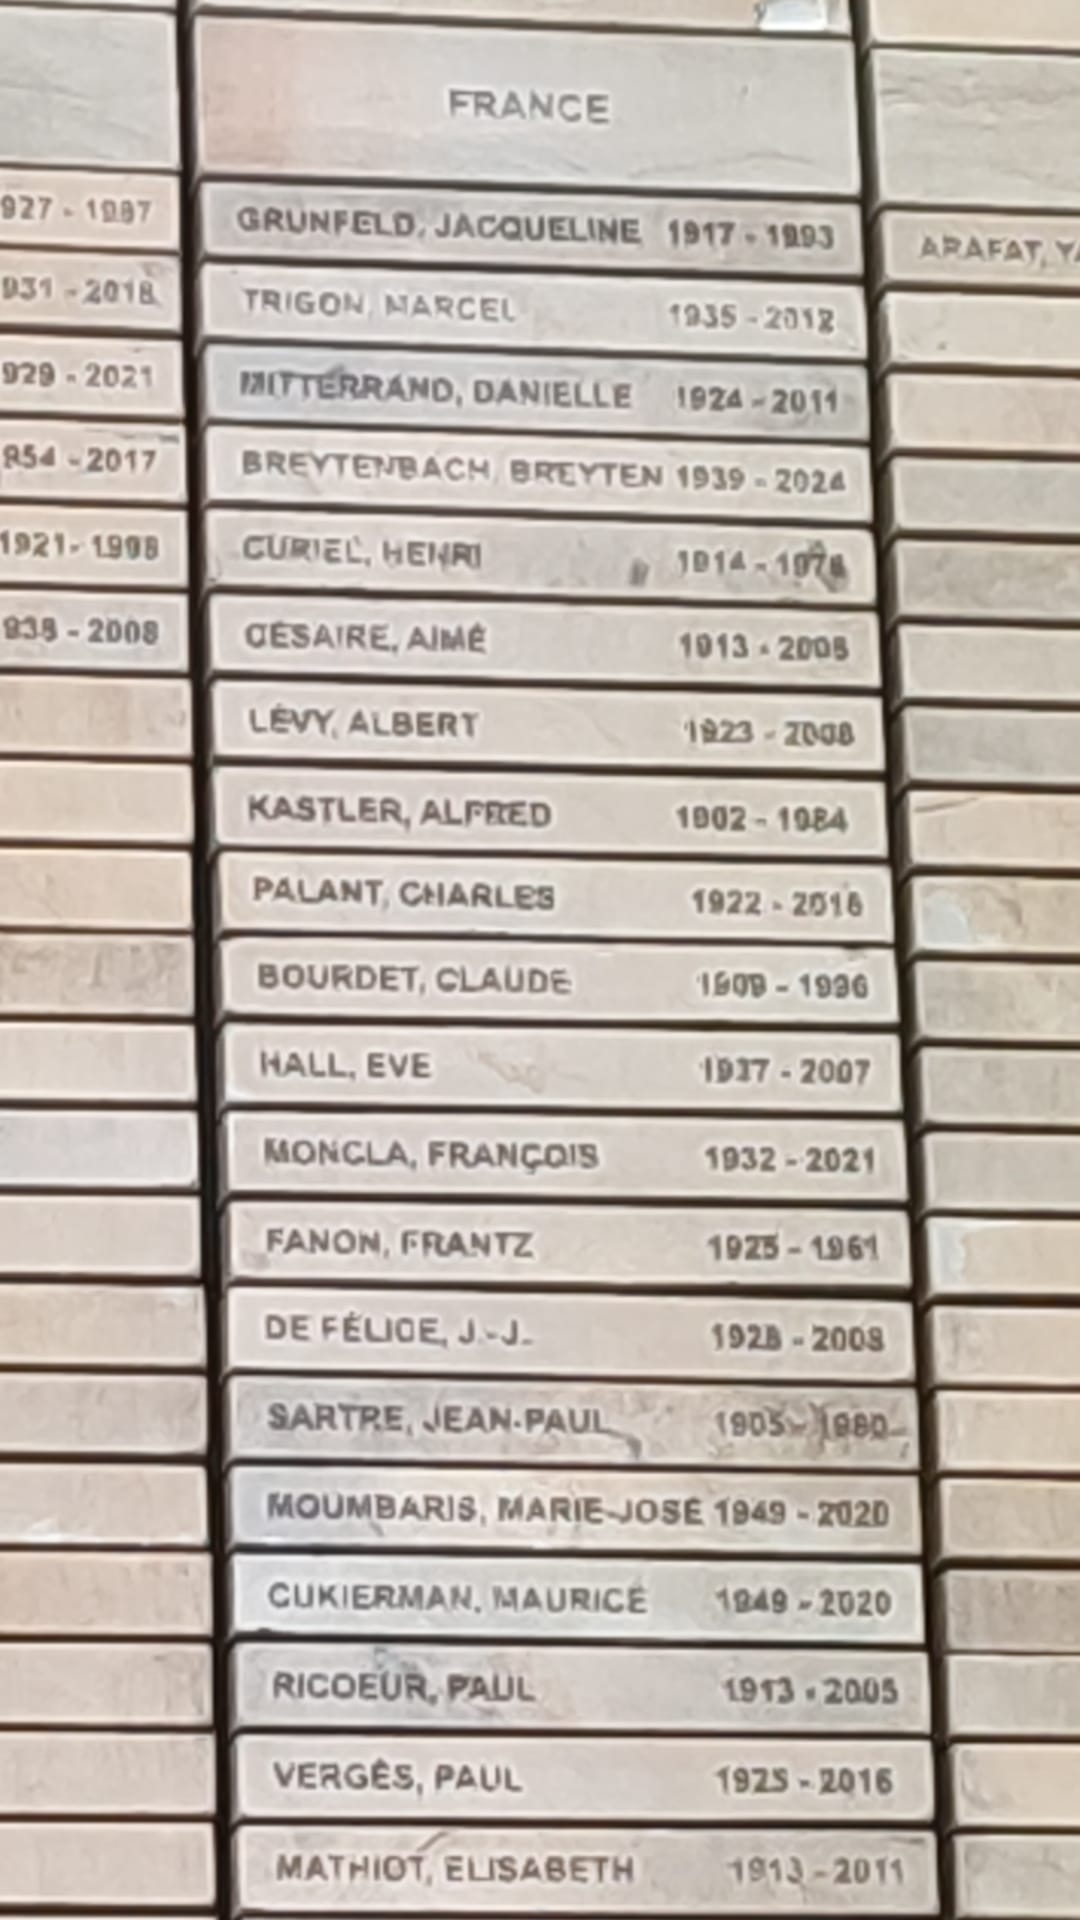 FRANCE
927 - 1987
GRUNFELD, JACQUELINE 1917 - 1993
ARAFAT, YA
931 - 2018
TRIGON, MARCEL 1935 - 2012
929 - 2021
MITTERRAND, DANIELLE 1924 - 2011
954 - 2017
BREYTENBACH, BREYTEN 1939 - 2024
1921 - 1998
CURIEL, HENRI 1914 - 1978
938 - 2008
CÉSAIRE, AIMÉ 1913 - 2008
LÉVY, ALBERT 1923 - 2008
KASTLER, ALFRED 1902 - 1984
PALANT, CHARLES 1922 - 2016
BOURDET, CLAUDE 1909 - 1996
HALL, EVE 1937 - 2007
MONCLA, FRANÇOIS 1932 - 2021
FANON, FRANTZ 1925 - 1961
DE FÉLICE, J.-J. 1928 - 2008
SARTRE, JEAN-PAUL 1905 - 1980
MOUMBARIS, MARIE-JOSÉ 1949 - 2020
CUKIERMAN, MAURICE 1949 - 2020
RICOEUR, PAUL 1913 - 2005
VERGÈS, PAUL 1925 - 2016
MATHIOT, ELISABETH 1913 - 2011